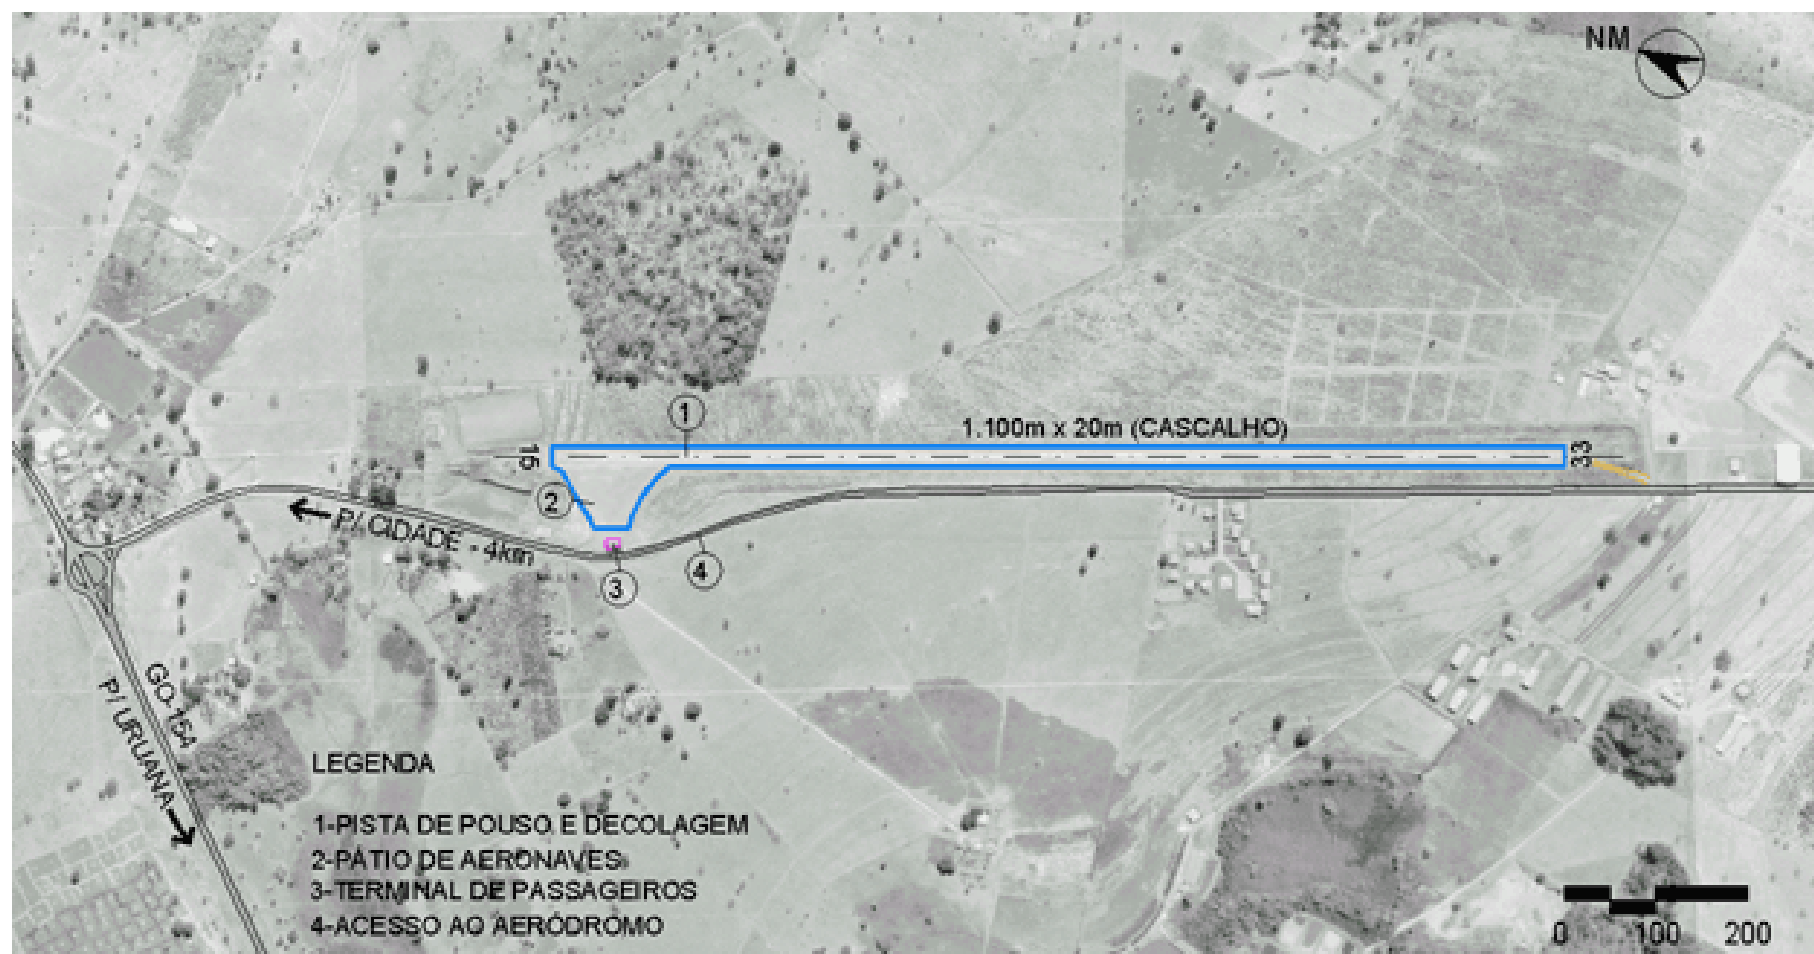 NM
1
1.100m x 20m (CASCALHO)
15
33
2
P/ CIDADE - 4km
3
4
GO-154
P/ URUANA
LEGENDA
1-PISTA DE POUSO E DECOLAGEM
2-PÁTIO DE AERONAVES
3-TERMINAL DE PASSAGEIROS
4-ACESSO AO AERÓDROMO
0 100 200